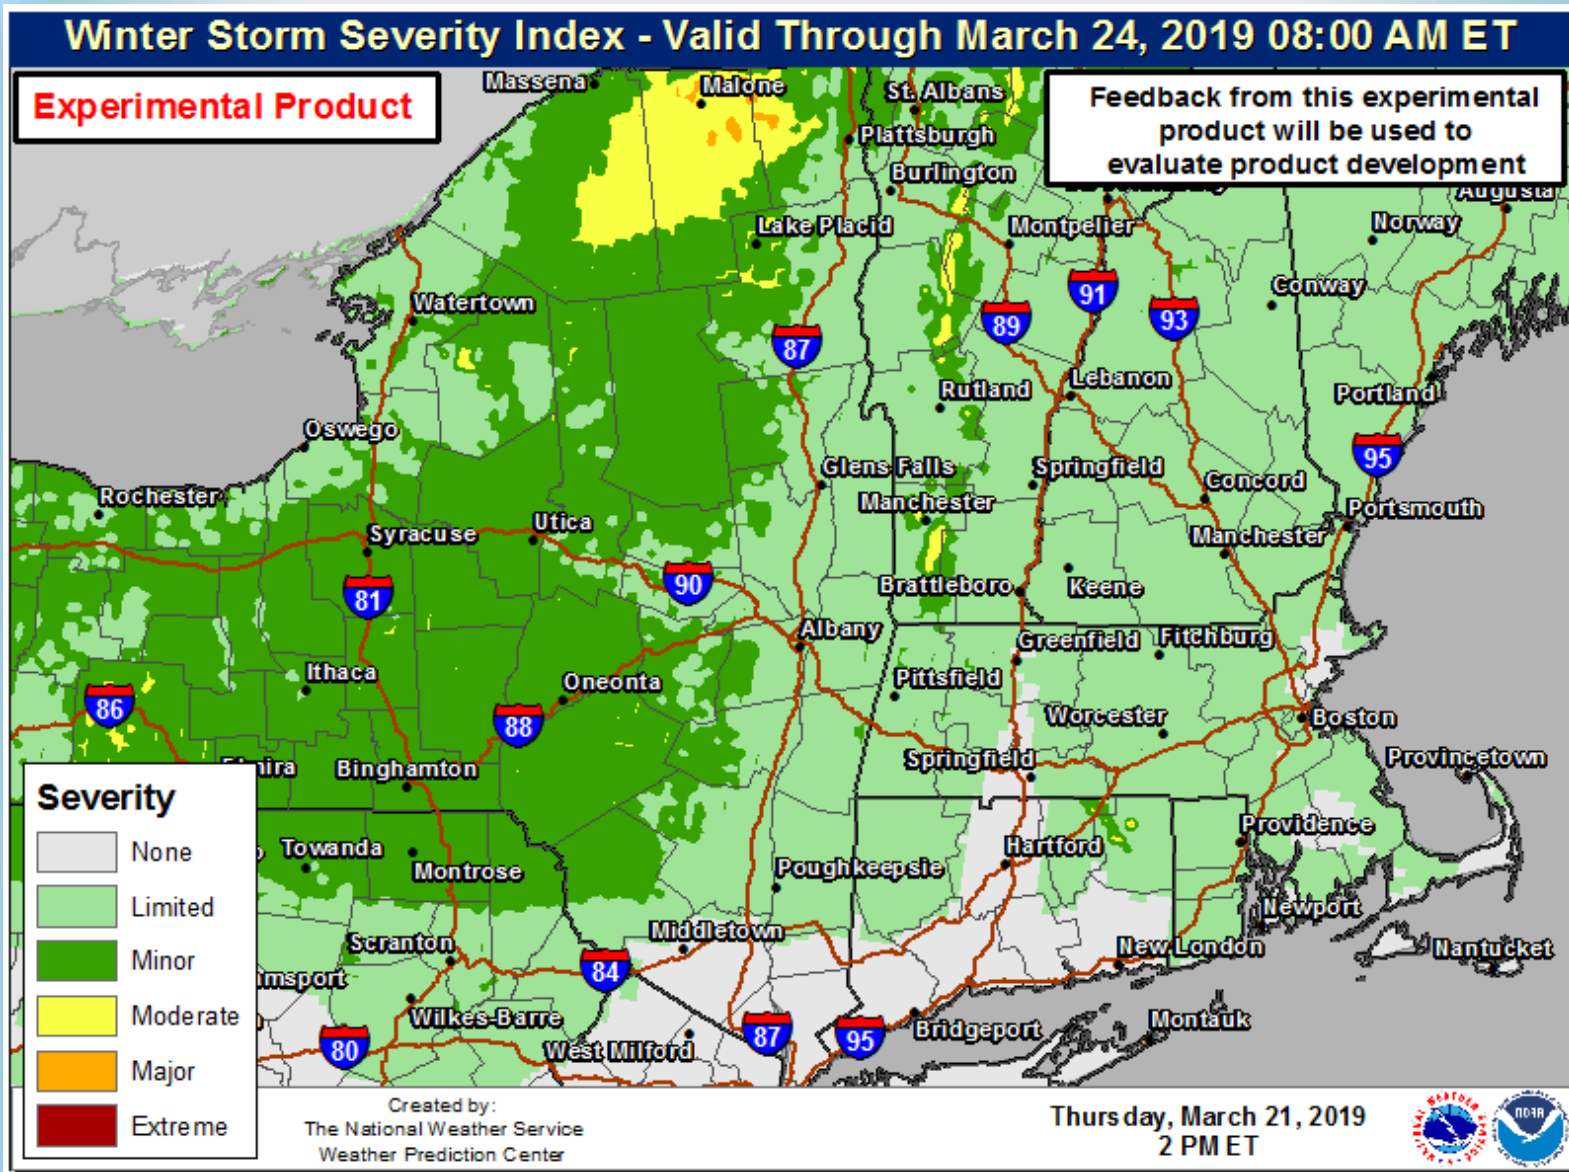 Winter Storm Severity Index - Valid Through March 24, 2019 08:00 AM ET
Experimental Product
Feedback from this experimental
product will be used to
evaluate product development
Massena
Malone
St. Albans
Plattsburgh
Burlington
Augusta
Norway
Lake Placid
Montpelier
Watertown
91
Conway
87
89
93
Rutland
Lebanon
Portland
Oswego
95
Glens Falls
Springfield
Rochester
Manchester
Concord
Portsmouth
Syracuse
Utica
Manchester
81
90
Brattleboro
Keene
Albany
Greenfield
Fitchburg
Ithaca
Oneonta
Pittsfield
86
88
Worcester
Boston
Binghamton
Springfield
Provincetown
Severity
None
Limited
Minor
Moderate
Major
Extreme
Towanda
Montrose
Poughkeepsie
Hartford
Providence
Newport
Scranton
Middletown
New London
Nantucket
84
Wilkes-Barre
80
West Milford
87
95
Bridgeport
Montauk
Created by:
The National Weather Service
Weather Prediction Center
Thursday, March 21, 2019
2 PM ET
NOAA